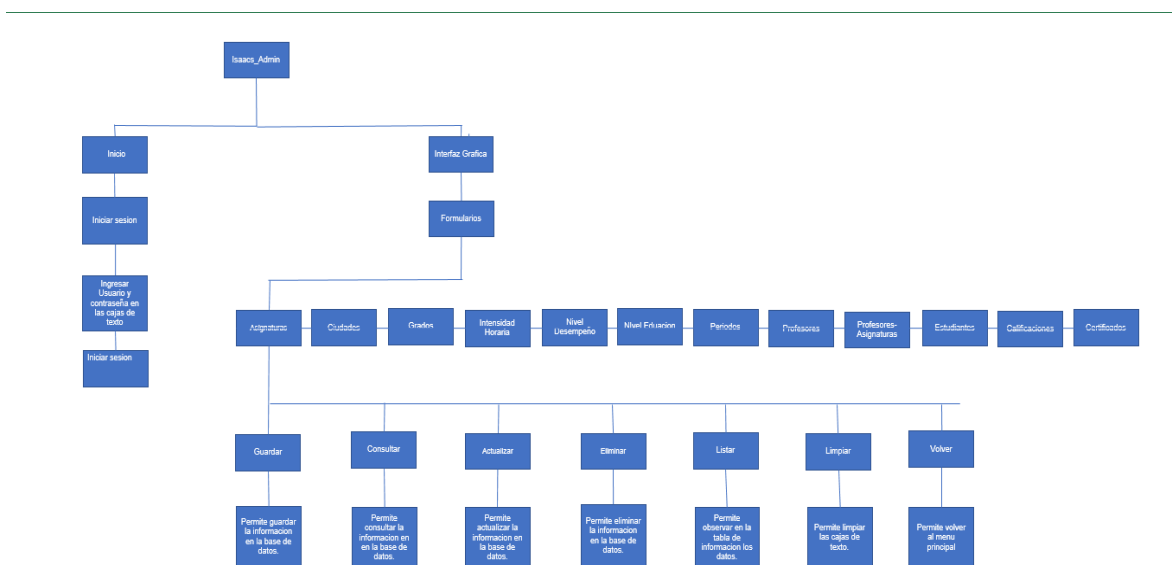 Isaacs_Admin
Inicio
Interfaz Grafica
Iniciar sesion
Formularios
Ingresar
Usuario y
contraseña en
las cajas de
texto
Iniciar sesion
Asignaturas
Ciudades
Grados
Intensidad
Horaria
Nivel
Desempeño
Nivel Eduacion
Periodos
Profesores
Profesores-
Asignaturas
Estudiantes
Calificaciones
Certificados
Guardar
Consultar
Actualizar
Eliminar
Listar
Limpiar
Volver
Permite guardar
la informacion
en la base de
datos.
Permite
consultar la
informacion en
en la base de
datos.
Permite
actualizar la
informacion en
la base de
datos.
Permite eliminar
la informacion
en la base de
datos.
Permite
observar en la
tabla de
informacion los
datos.
Permite limpiar
las cajas de
texto.
Permite volver
al menu
principal